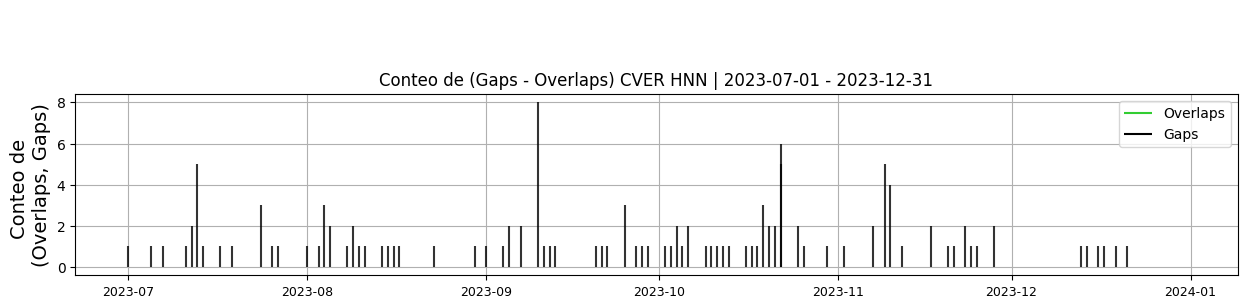 Conteo de (Gaps - Overlaps) CVER HNN | 2023-07-01 - 2023-12-31
Conteo de
(Overlaps, Gaps)
8
6
4
2
0
Overlaps
Gaps
2023-07 2023-08 2023-09 2023-10 2023-11 2023-12 2024-01